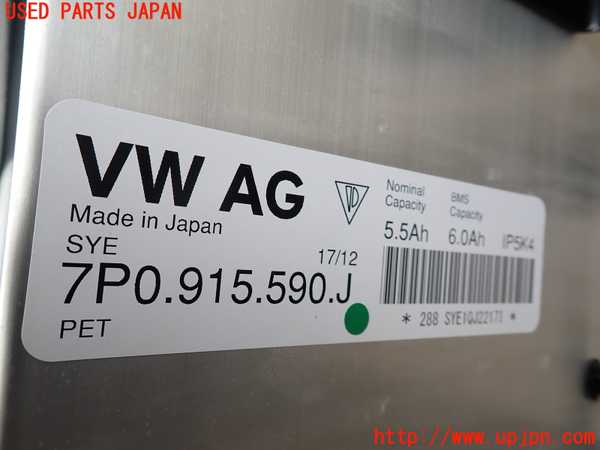 USED PARTS JAPAN
VW AG
Made in Japan
SYE
17/12
7P0.915.590.J
PET
Nominal Capacity
5.5Ah
BMS Capacity
6.0Ah
IP5K4
* 288 SYE1QJ22171 *
http://www.upjpn.com